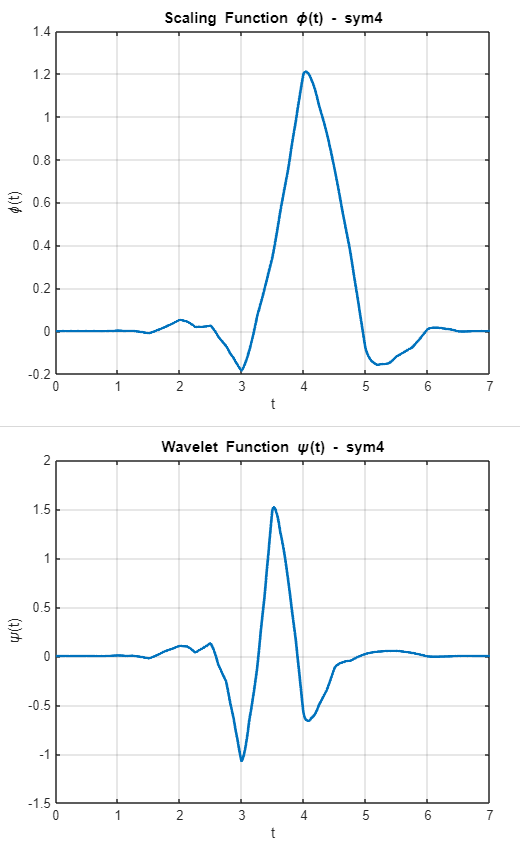 Scaling Function ϕ(t) - sym4
1.4
1.2
1
0.8
0.6
0.4
0.2
0
-0.2
ϕ(t)
0 1 2 3 4 5 6 7
t
Wavelet Function ψ(t) - sym4
2
1.5
1
0.5
0
-0.5
-1
-1.5
ψ(t)
0 1 2 3 4 5 6 7
t